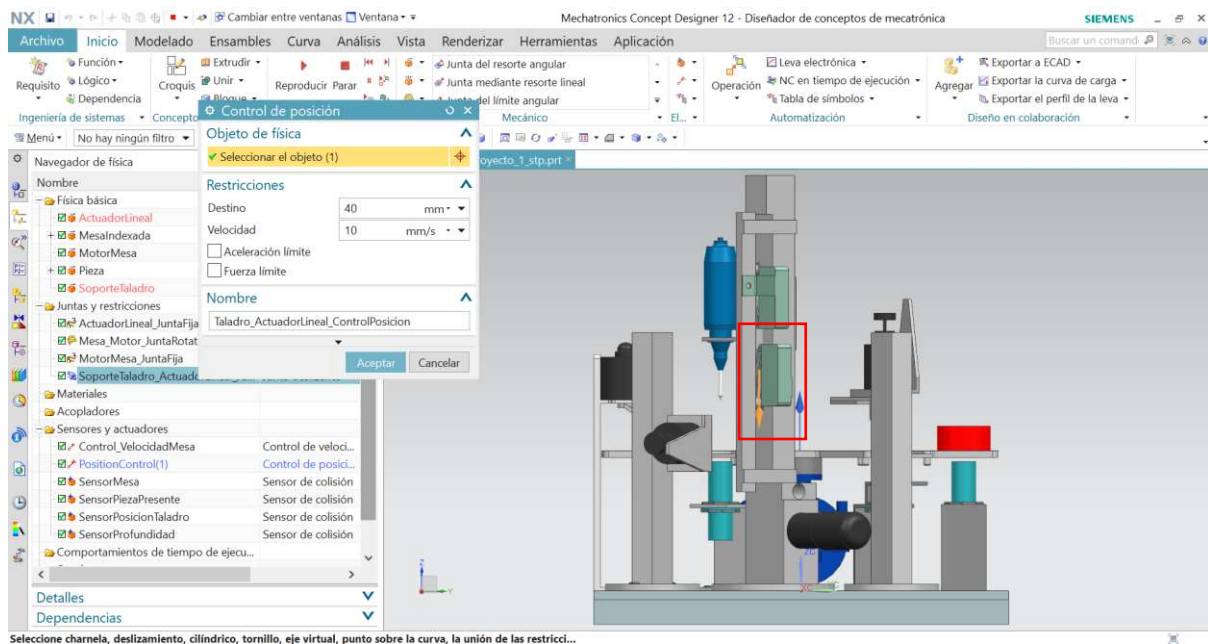 NX Cambiar entre ventanas Ventana Mechatronics Concept Designer 12 - Diseñador de conceptos de mecatrónica SIEMENS
Archivo Inicio Modelado Ensambles Curva Análisis Vista Renderizar Herramientas Aplicación Buscar un comand
Función Extrudir Junta del resorte angular Leva electrónica Exportar a ECAD
Requisito Lógico Croquis Unir Reproducir Parar Junta mediante resorte lineal Operación NC en tiempo de ejecución Agregar Exportar la curva de carga
Dependencia Bloque Junta del límite angular Tabla de símbolos Exportar el perfil de la leva
Ingeniería de sistemas Concepto Mecánico El... Automatización Diseño en colaboración
Menú No hay ningún filtro
Control de posición
Objeto de física
Seleccionar el objeto (1)
Restricciones
Destino 40 mm
Velocidad 10 mm/s
Aceleración límite
Fuerza límite
Nombre
Taladro_ActuadorLineal_ControlPosicion
Aceptar Cancelar
oyecto_1_stp.prt
Navegador de física
Nombre
Física básica
ActuadorLineal
MesaIndexada
MotorMesa
Pieza
SoporteTaladro
Juntas y restricciones
ActuadorLineal_JuntaFija
Mesa_Motor_JuntaRotat
MotorMesa_JuntaFija
SoporteTaladro_Actuado
Materiales
Acopladores
Sensores y actuadores
Control_VelocidadMesa Control de veloci...
PositionControl(1) Control de posici...
SensorMesa Sensor de colisión
SensorPiezaPresente Sensor de colisión
SensorPosicionTaladro Sensor de colisión
SensorProfundidad Sensor de colisión
Comportamientos de tiempo de ejecu...
Detalles
Dependencias
Z
Y
ZC
XC
Seleccione charnela, deslizamiento, cilíndrico, tornillo, eje virtual, punto sobre la curva, la unión de las restricci...